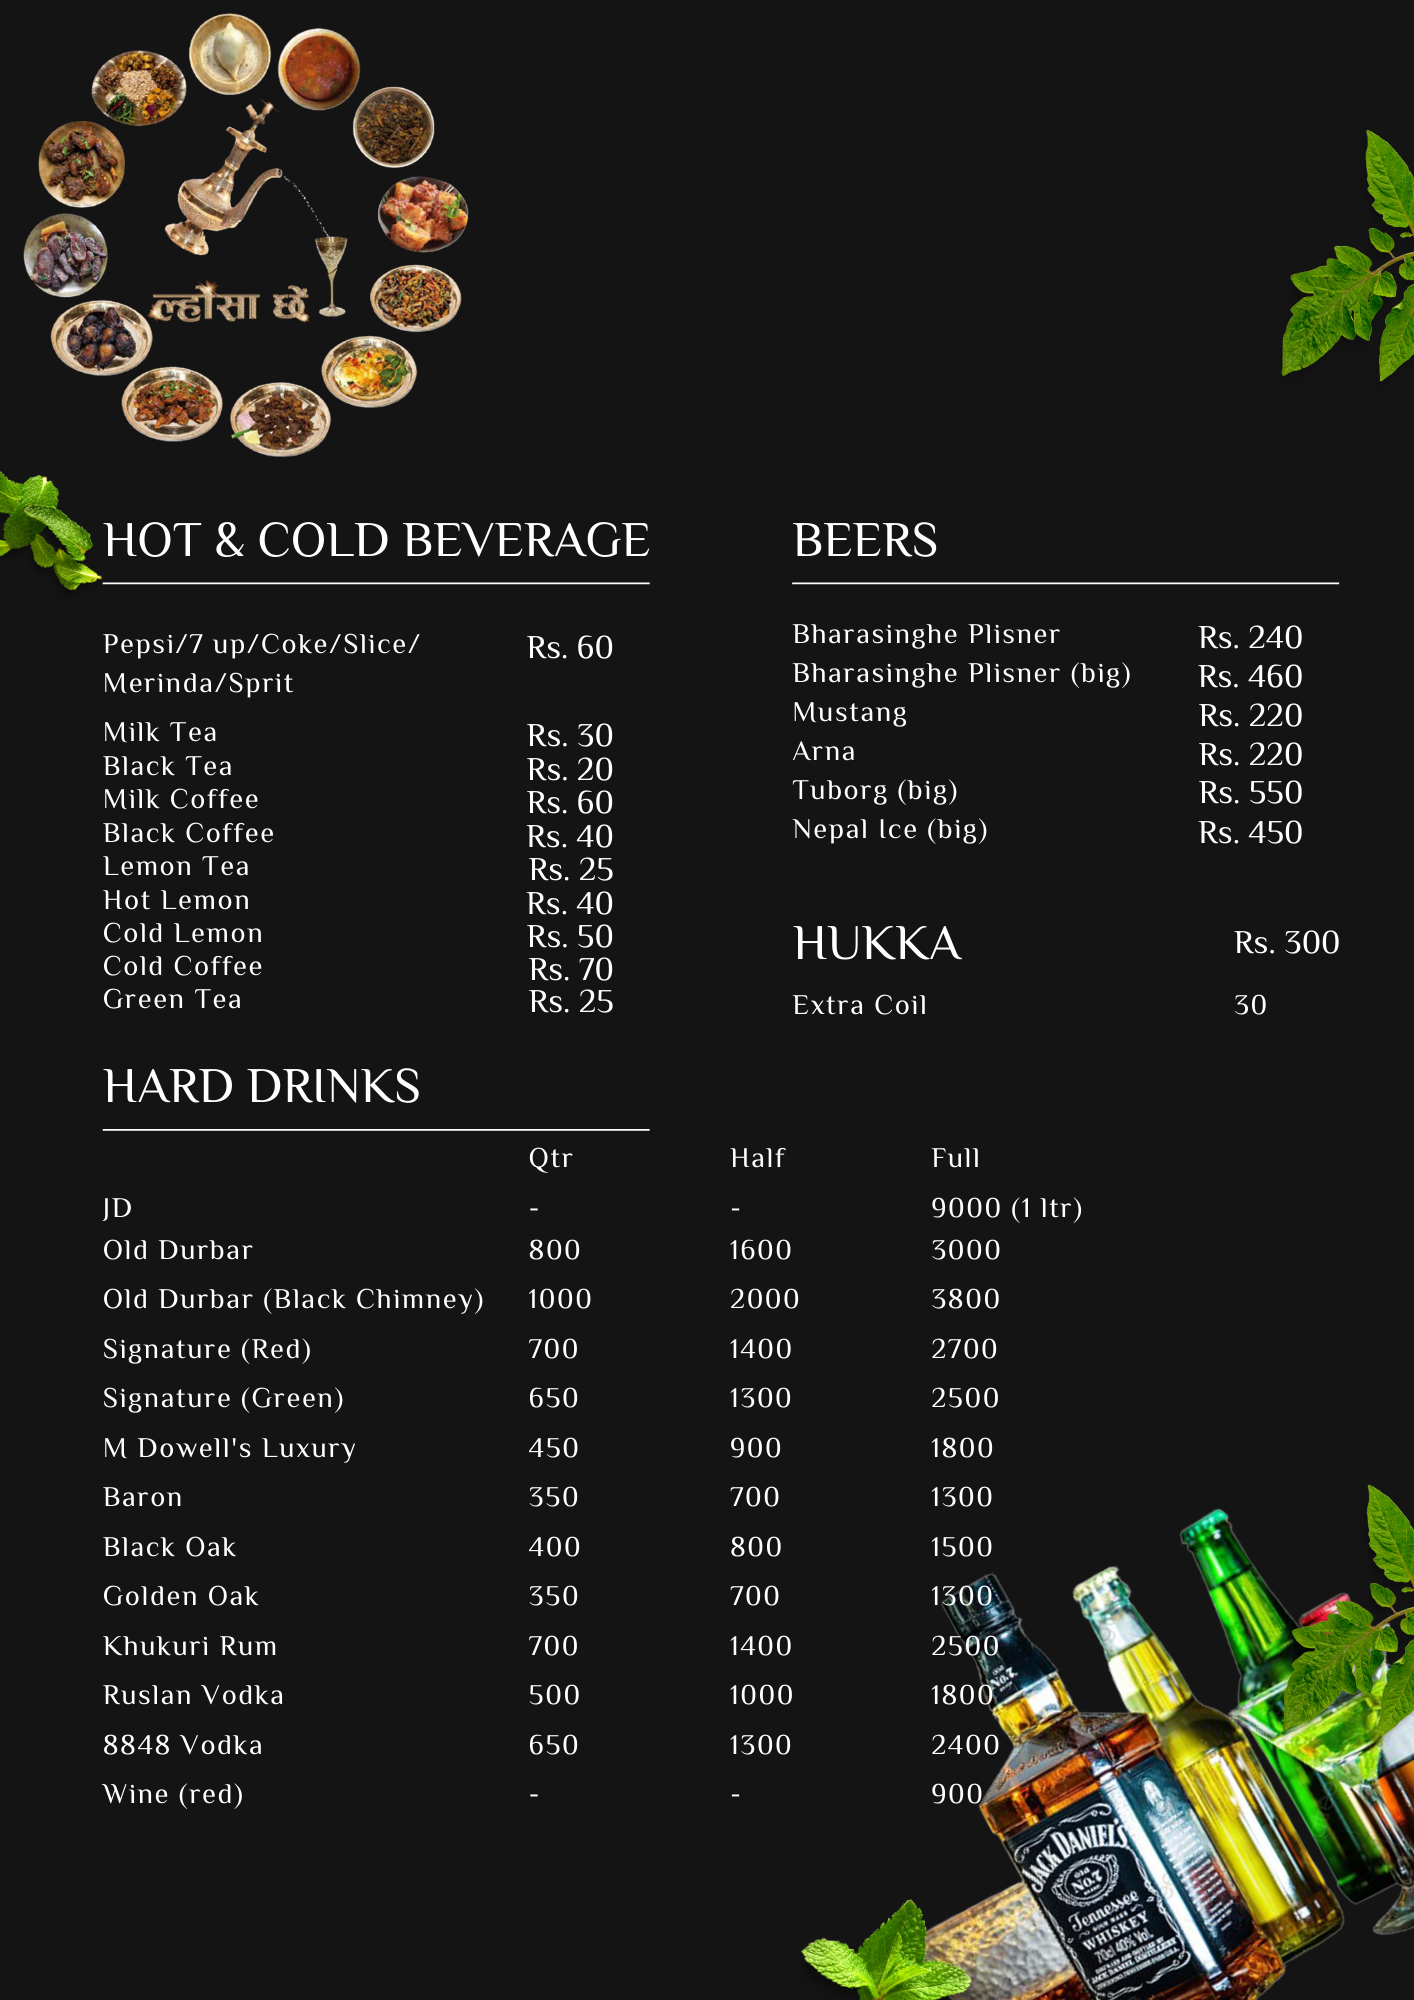 ल्हाँसा छेँ
HOT & COLD BEVERAGE
Pepsi/7 up/Coke/Slice/ Rs. 60
Merinda/Sprit
Milk Tea Rs. 30
Black Tea Rs. 20
Milk Coffee Rs. 60
Black Coffee Rs. 40
Lemon Tea Rs. 25
Hot Lemon Rs. 40
Cold Lemon Rs. 50
Cold Coffee Rs. 70
Green Tea Rs. 25
BEERS
Bharasinghe Plisner Rs. 240
Bharasinghe Plisner (big) Rs. 460
Mustang Rs. 220
Arna Rs. 220
Tuborg (big) Rs. 550
Nepal Ice (big) Rs. 450
HUKKA Rs. 300
Extra Coil 30
HARD DRINKS
Qtr Half Full
JD - - 9000 (1 ltr)
Old Durbar 800 1600 3000
Old Durbar (Black Chimney) 1000 2000 3800
Signature (Red) 700 1400 2700
Signature (Green) 650 1300 2500
M Dowell's Luxury 450 900 1800
Baron 350 700 1300
Black Oak 400 800 1500
Golden Oak 350 700 1300
Khukuri Rum 700 1400 2500
Ruslan Vodka 500 1000 1800
8848 Vodka 650 1300 2400
Wine (red) - - 900
Old
No.7
JACK DANIEL'S
Old
No.7
Tennessee
WHISKEY
70cl 40% Vol.